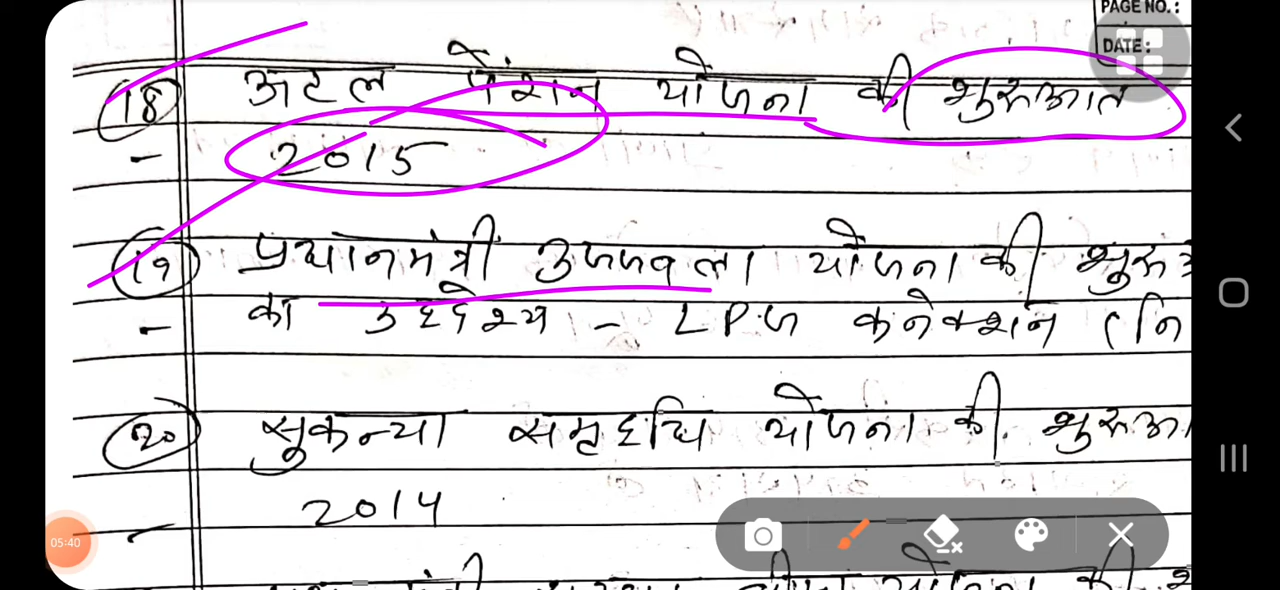 PAGE NO.:
DATE:
(18) अटल पेंशन योजना की शुरुआत
- 2015
(19) प्रधानमंत्री उज्जवला योजना की
- का उद्देश्य - LPG कनेक्शन (नि
(20) सुकन्या समृद्धि योजना की शुरुआ
- 2014
05:40